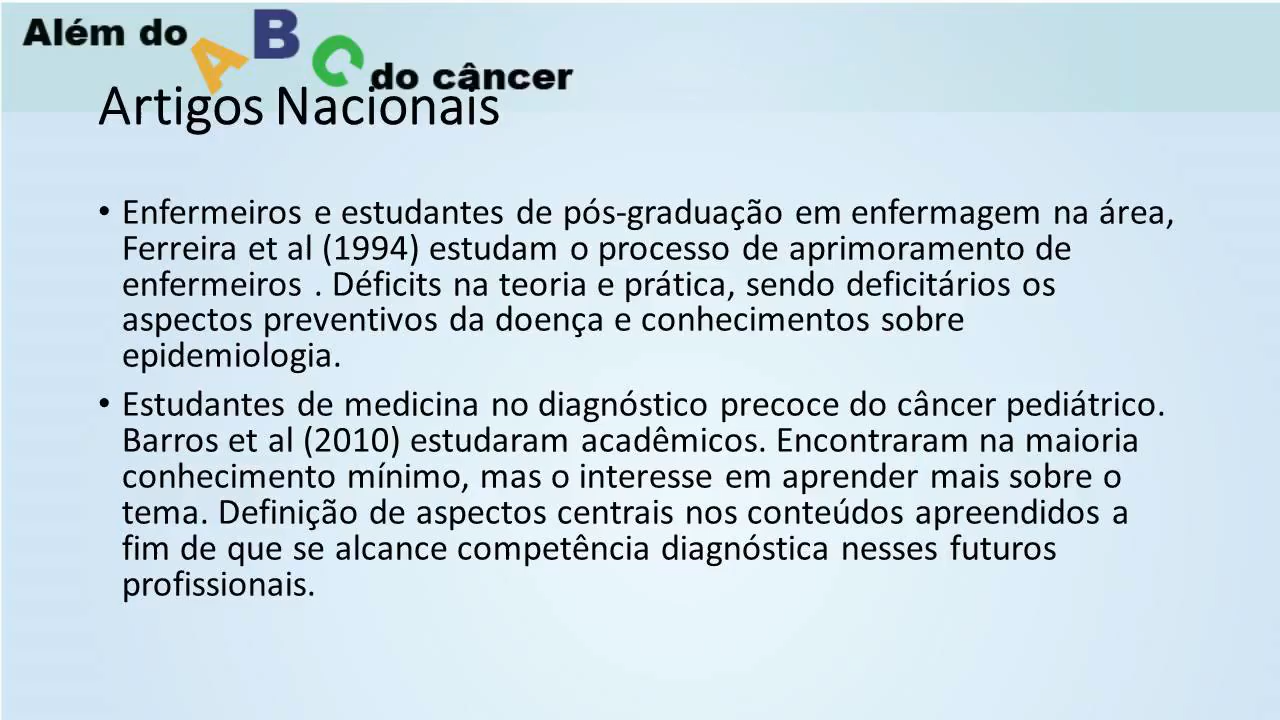 Além do ABC do câncer
Artigos Nacionais
• Enfermeiros e estudantes de pós-graduação em enfermagem na área,
Ferreira et al (1994) estudam o processo de aprimoramento de
enfermeiros . Déficits na teoria e prática, sendo deficitários os
aspectos preventivos da doença e conhecimentos sobre
epidemiologia.
• Estudantes de medicina no diagnóstico precoce do câncer pediátrico.
Barros et al (2010) estudaram acadêmicos. Encontraram na maioria
conhecimento mínimo, mas o interesse em aprender mais sobre o
tema. Definição de aspectos centrais nos conteúdos apreendidos a
fim de que se alcance competência diagnóstica nesses futuros
profissionais.